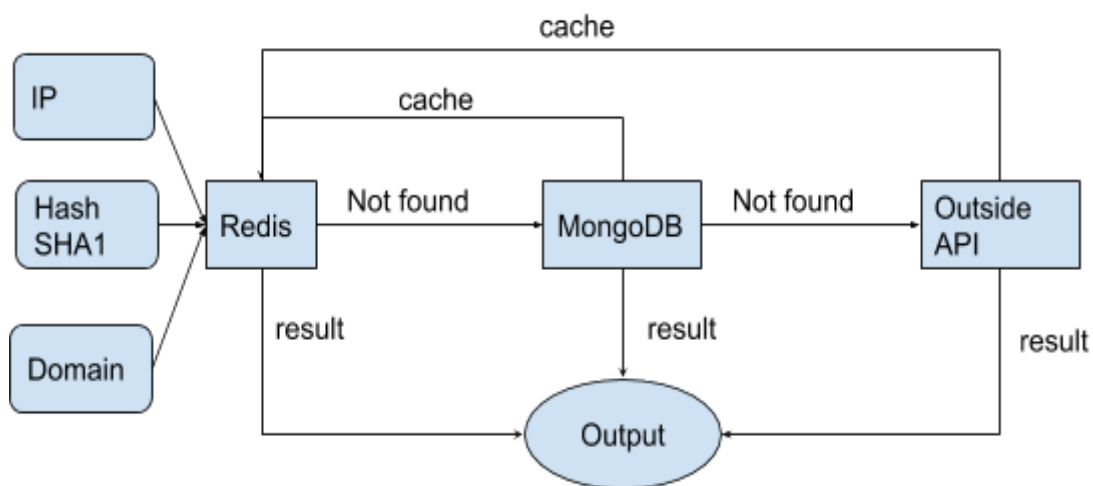 cache
IP
cache
Hash
SHA1
Redis
Not found
MongoDB
Not found
Outside
API
result
result
result
Domain
Output